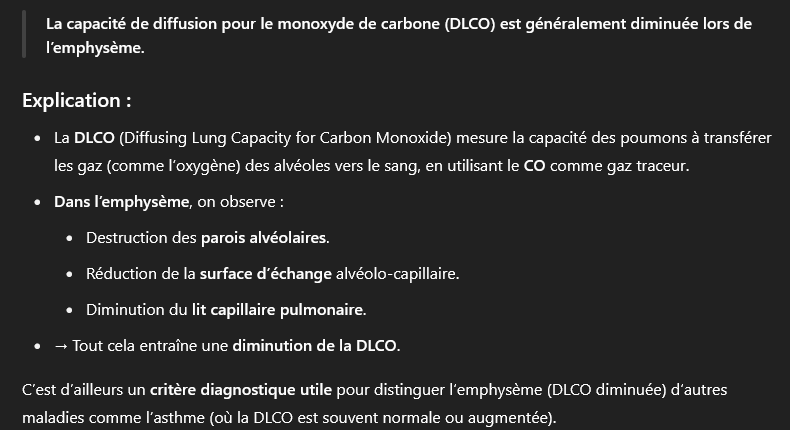 La capacité de diffusion pour le monoxyde de carbone (DLCO) est généralement diminuée lors de
l'emphysème.
Explication :
• La DLCO (Diffusing Lung Capacity for Carbon Monoxide) mesure la capacité des poumons à transférer
les gaz (comme l'oxygène) des alvéoles vers le sang, en utilisant le CO comme gaz traceur.
• Dans l'emphysème, on observe :
• Destruction des parois alvéolaires.
• Réduction de la surface d'échange alvéolo-capillaire.
• Diminution du lit capillaire pulmonaire.
• → Tout cela entraîne une diminution de la DLCO.
C'est d'ailleurs un critère diagnostique utile pour distinguer l'emphysème (DLCO diminuée) d'autres
maladies comme l'asthme (où la DLCO est souvent normale ou augmentée).